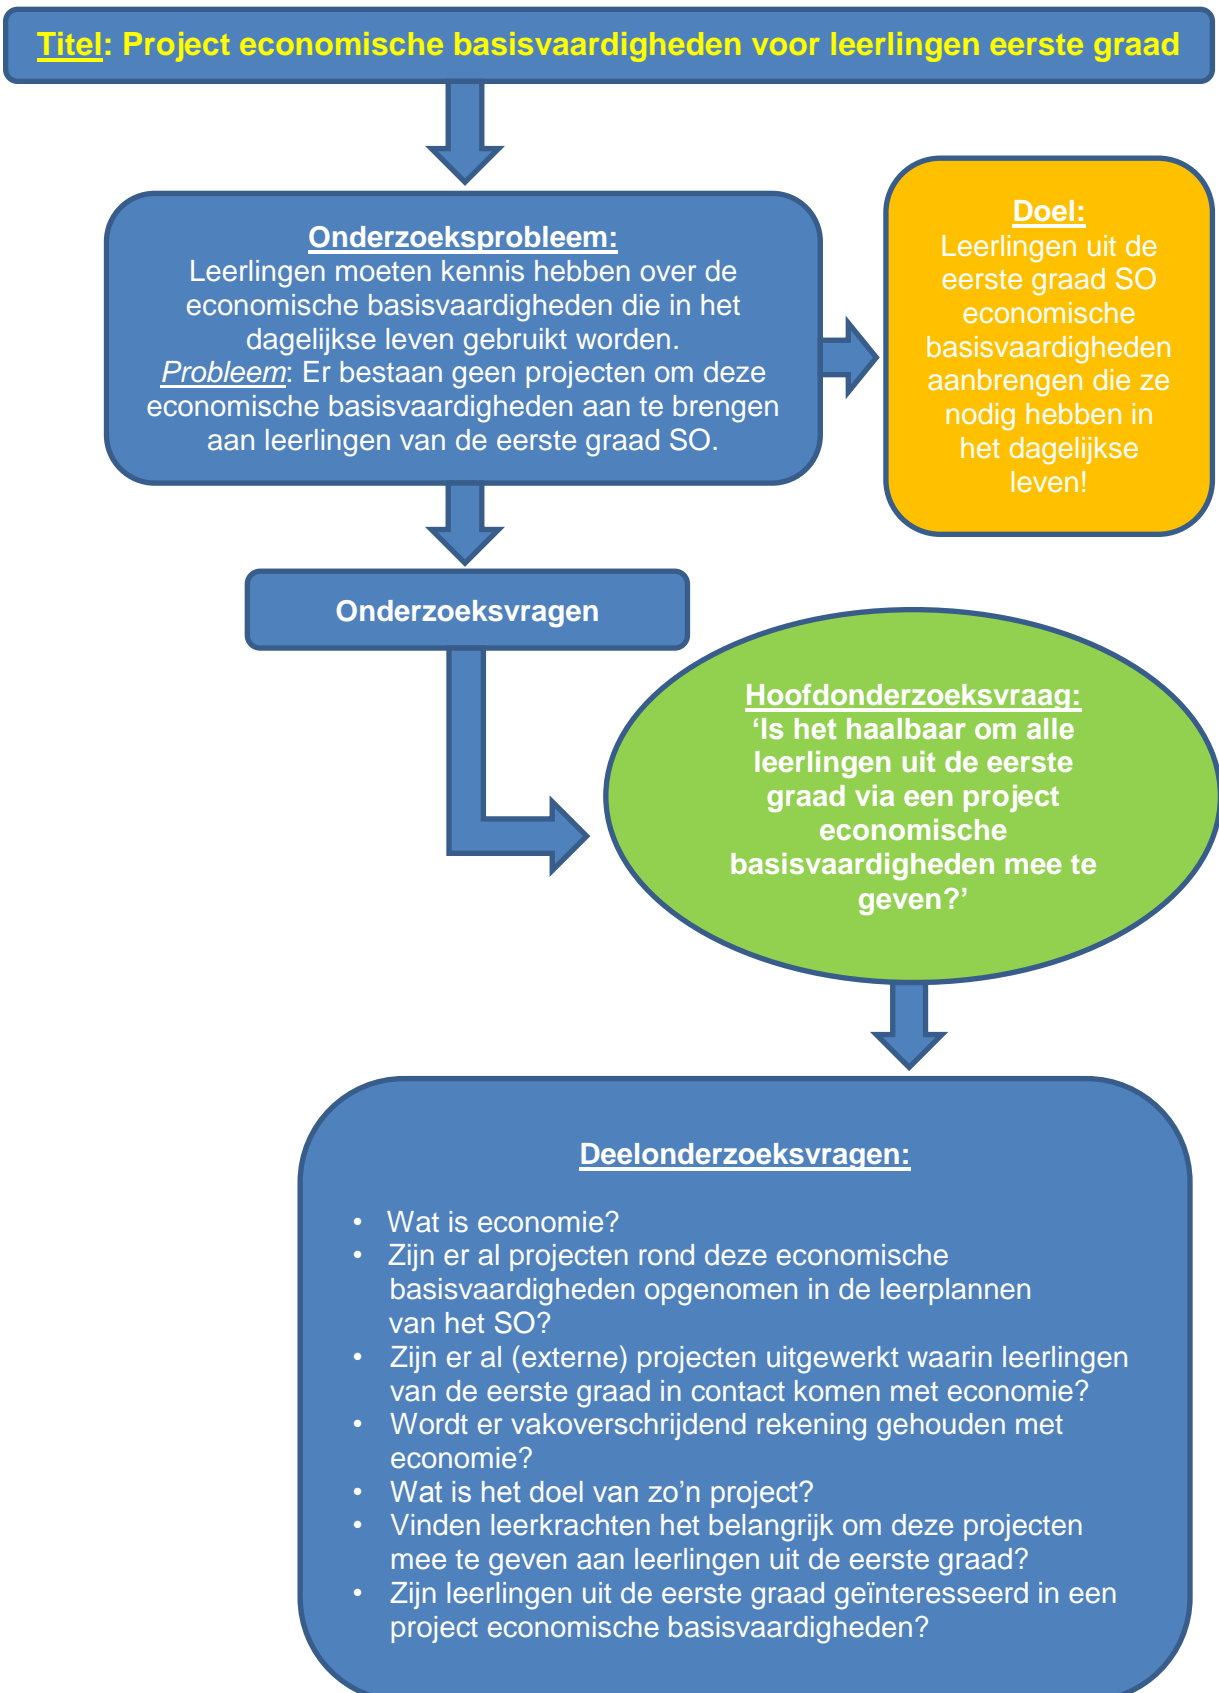 Titel: Project economische basisvaardigheden voor leerlingen eerste graad
Onderzoeksprobleem:
Leerlingen moeten kennis hebben over de
economische basisvaardigheden die in het
dagelijkse leven gebruikt worden.
Probleem: Er bestaan geen projecten om deze
economische basisvaardigheden aan te brengen
aan leerlingen van de eerste graad SO.
Doel:
Leerlingen uit de
eerste graad SO
economische
basisvaardigheden
aanbrengen die ze
nodig hebben in
het dagelijkse
leven!
Onderzoeksvragen
Hoofdonderzoeksvraag:
‘Is het haalbaar om alle
leerlingen uit de eerste
graad via een project
economische
basisvaardigheden mee te
geven?’
Deelonderzoeksvragen:
• Wat is economie?
• Zijn er al projecten rond deze economische
basisvaardigheden opgenomen in de leerplannen
van het SO?
• Zijn er al (externe) projecten uitgewerkt waarin leerlingen
van de eerste graad in contact komen met economie?
• Wordt er vakoverschrijdend rekening gehouden met
economie?
• Wat is het doel van zo’n project?
• Vinden leerkrachten het belangrijk om deze projecten
mee te geven aan leerlingen uit de eerste graad?
• Zijn leerlingen uit de eerste graad geïnteresseerd in een
project economische basisvaardigheden?